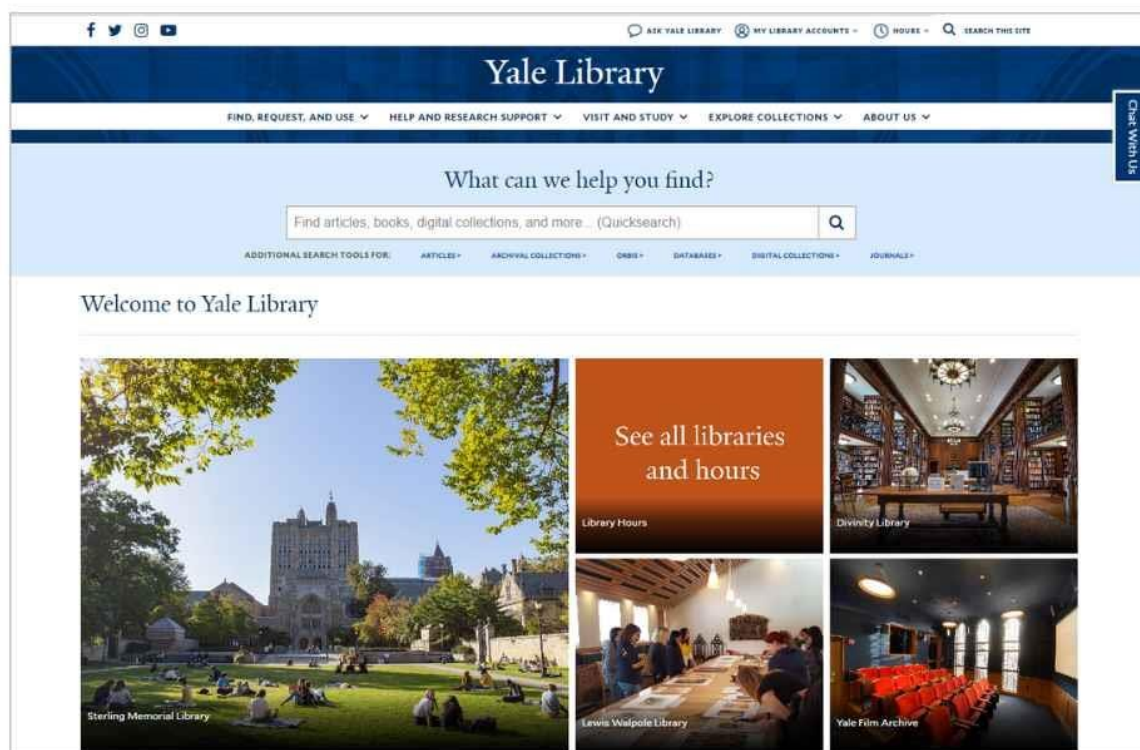 ASK YALE LIBRARY MY LIBRARY ACCOUNTS HOURS SEARCH THIS SITE
Yale Library
FIND, REQUEST, AND USE HELP AND RESEARCH SUPPORT VISIT AND STUDY EXPLORE COLLECTIONS ABOUT US
Chat With Us
What can we help you find?
Find articles, books, digital collections, and more... (Quicksearch)
ADDITIONAL SEARCH TOOLS FOR: ARTICLES> ARCHIVAL COLLECTIONS> ORBIS> DATABASES> DIGITAL COLLECTIONS> JOURNALS>
Welcome to Yale Library
See all libraries
and hours
Library Hours
Divinity Library
Sterling Memorial Library
Lewis Walpole Library
Yale Film Archive